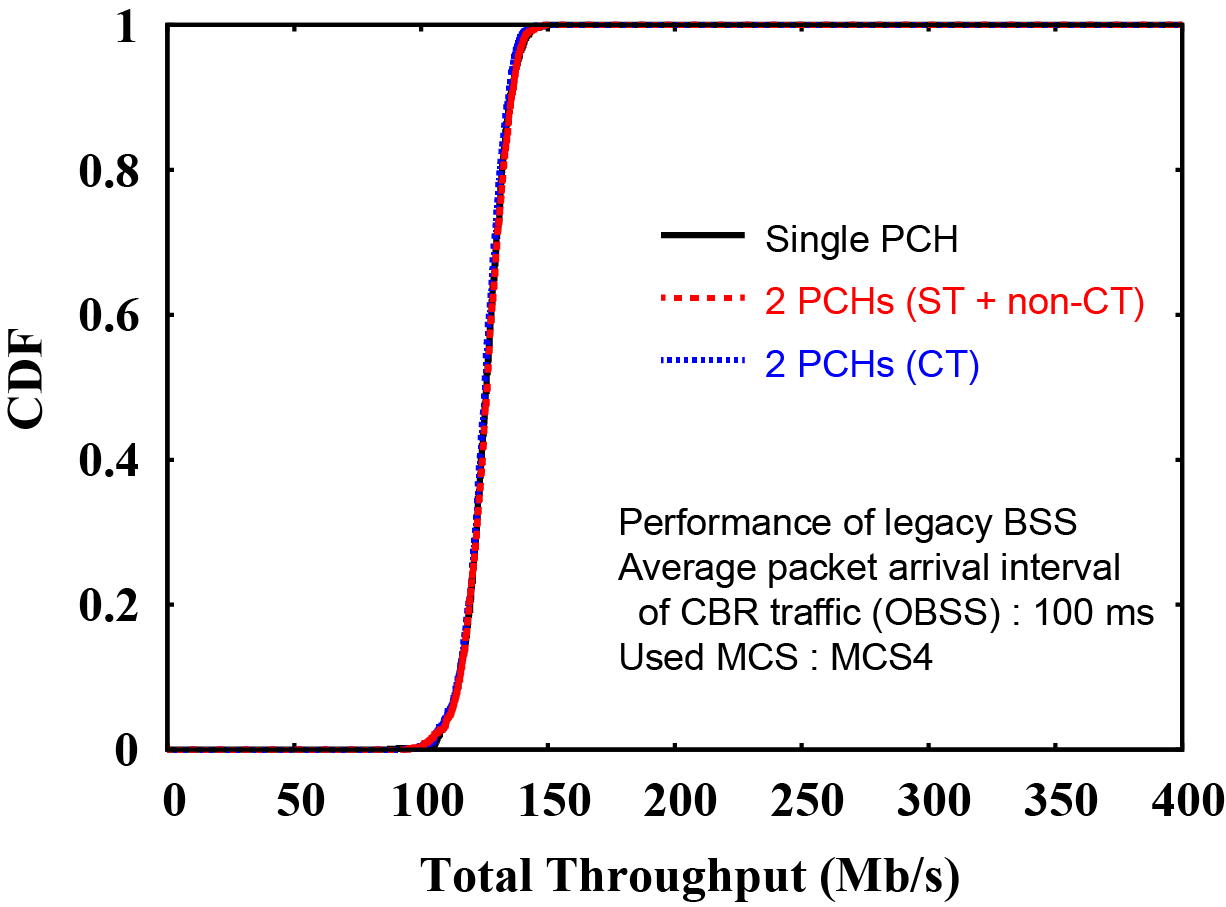 1
0.8
0.6
0.4
0.2
0
CDF
Single PCH
2 PCHs (ST + non-CT)
2 PCHs (CT)
Performance of legacy BSS
Average packet arrival interval
of CBR traffic (OBSS) : 100 ms
Used MCS : MCS4
0 50 100 150 200 250 300 350 400
Total Throughput (Mb/s)